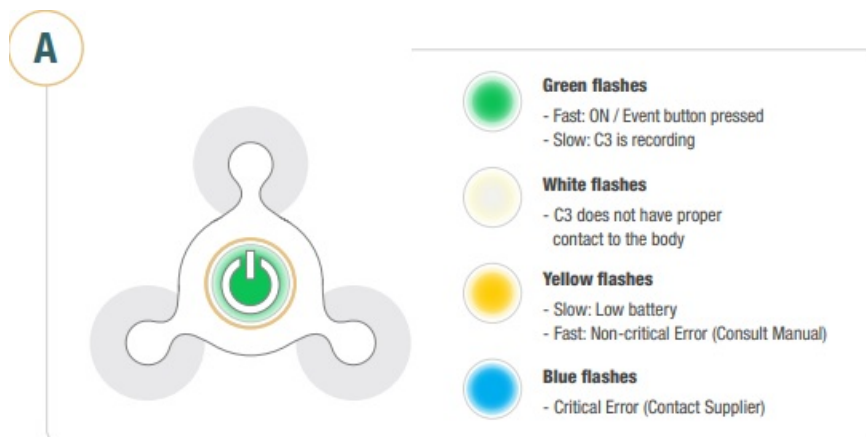 A
Green flashes
- Fast: ON / Event button pressed
- Slow: C3 is recording
White flashes
- C3 does not have proper
contact to the body
Yellow flashes
- Slow: Low battery
- Fast: Non-critical Error (Consult Manual)
Blue flashes
- Critical Error (Contact Supplier)